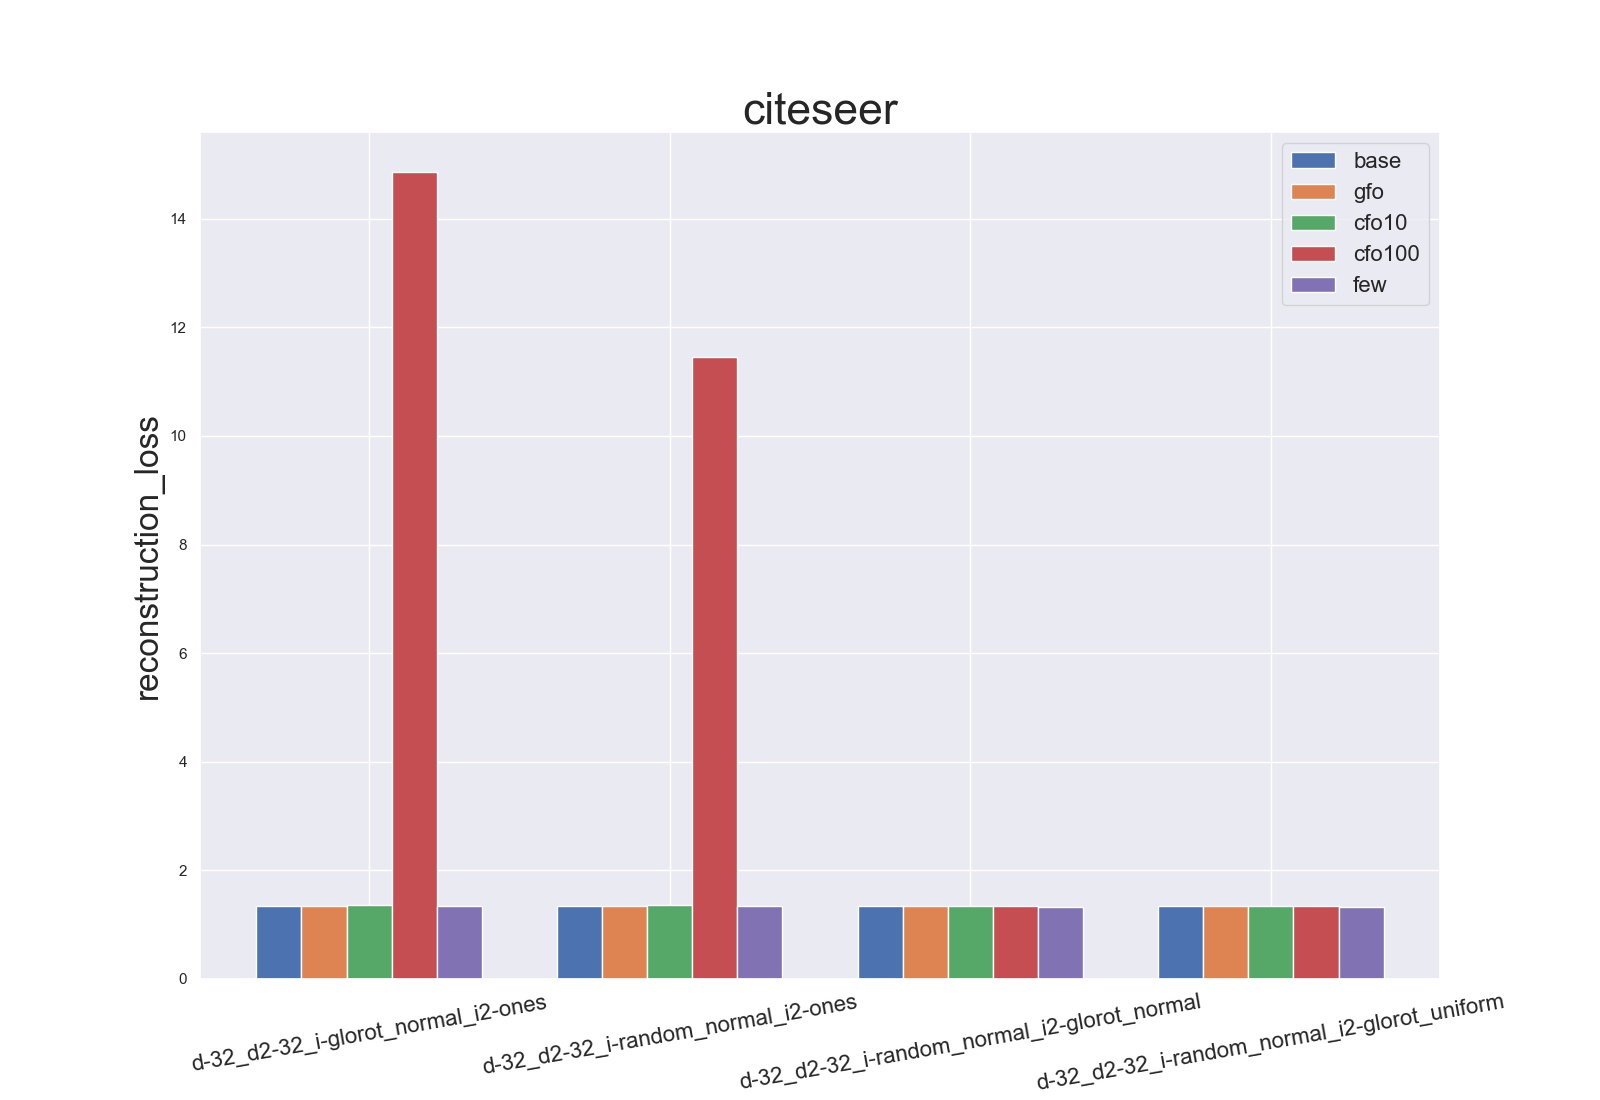 citeseer
base
gfo
cfo10
cfo100
few
reconstruction_loss
14
12
10
8
6
4
2
0
d-32_d2-32_i-glorot_normal_i2-ones
d-32_d2-32_i-random_normal_i2-ones
d-32_d2-32_i-random_normal_i2-glorot_normal
d-32_d2-32_i-random_normal_i2-glorot_uniform